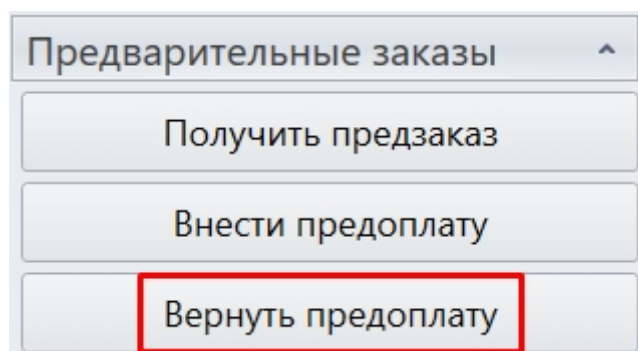 Предварительные заказы
Получить предзаказ
Внести предоплату
Вернуть предоплату